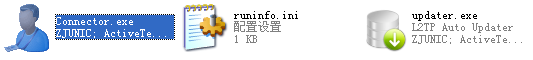 Connector.exe
ZJUNIC; ActiveTe...
runinfo.ini
配置设置
1 KB
updater.exe
L2TP Auto Updater
ZJUNIC; ActiveTe...